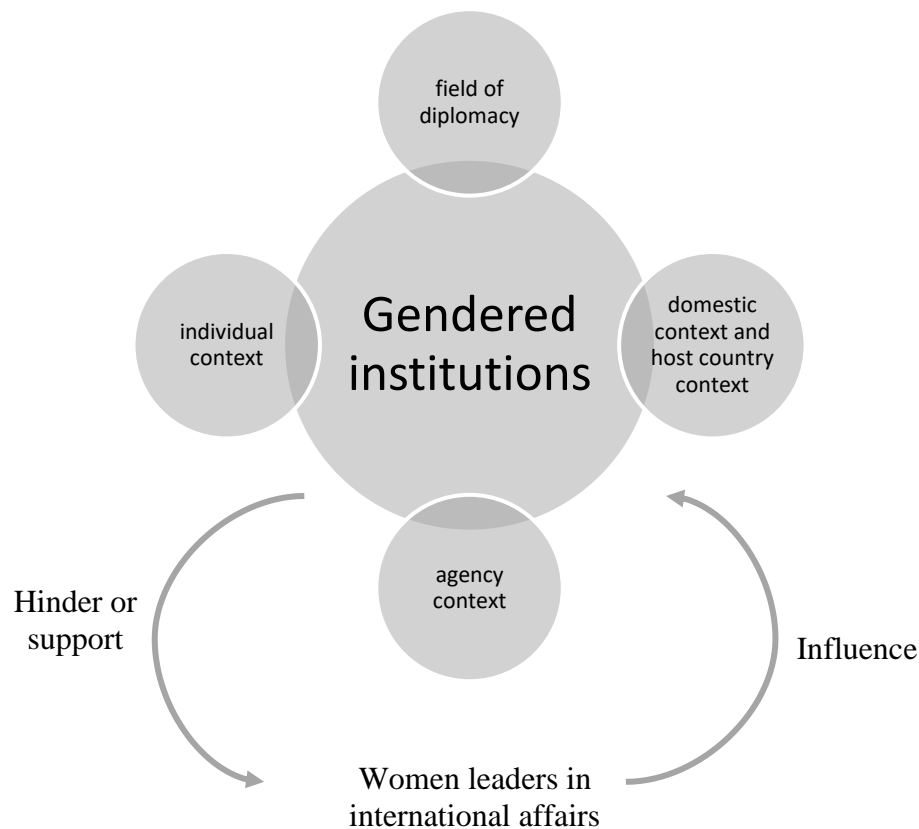 field of
diplomacy
Gendered
institutions
individual
context
domestic
context and
host country
context
agency
context
Hinder or
support
Influence
Women leaders in
international affairs